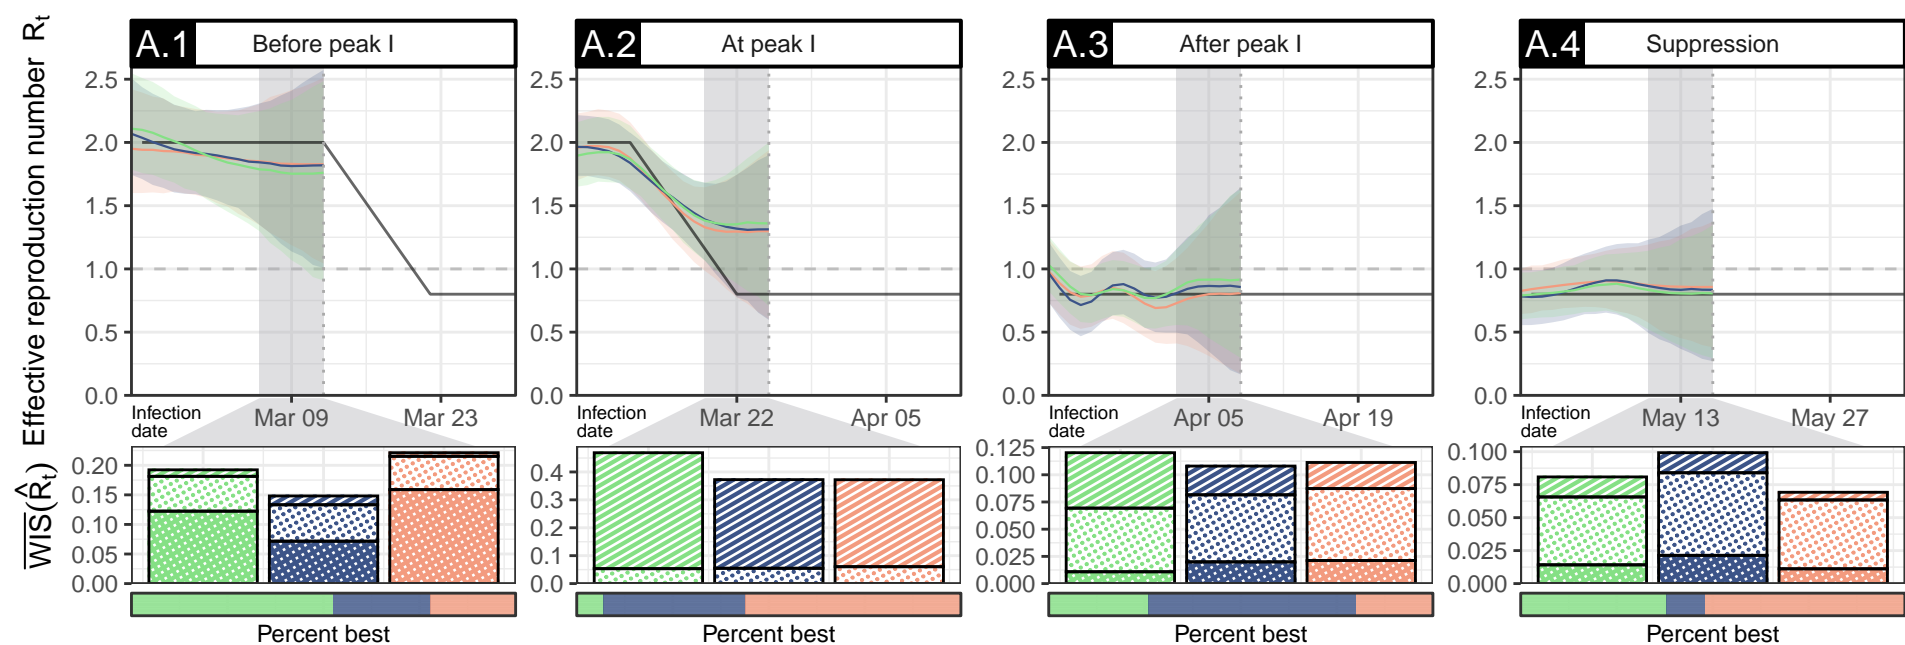 Effective reproduction number Rt
A.1 Before peak I
A.2 At peak I
A.3 After peak I
A.4 Suppression
2.5 2.5 2.5 2.5
2.0 2.0 2.0 2.0
1.5 1.5 1.5 1.5
1.0 1.0 1.0 1.0
0.5 0.5 0.5 0.5
0.0 0.0 0.0 0.0
Infection
date
Mar 09 Mar 23
Infection
date
Mar 22 Apr 05
Infection
date
Apr 05 Apr 19
Infection
date
May 13 May 27
WIS(R̂t)
0.20
0.15
0.10
0.05
0.00
0.4
0.3
0.2
0.1
0.0
0.125
0.100
0.075
0.050
0.025
0.000
0.100
0.075
0.050
0.025
0.000
Percent best Percent best Percent best Percent best